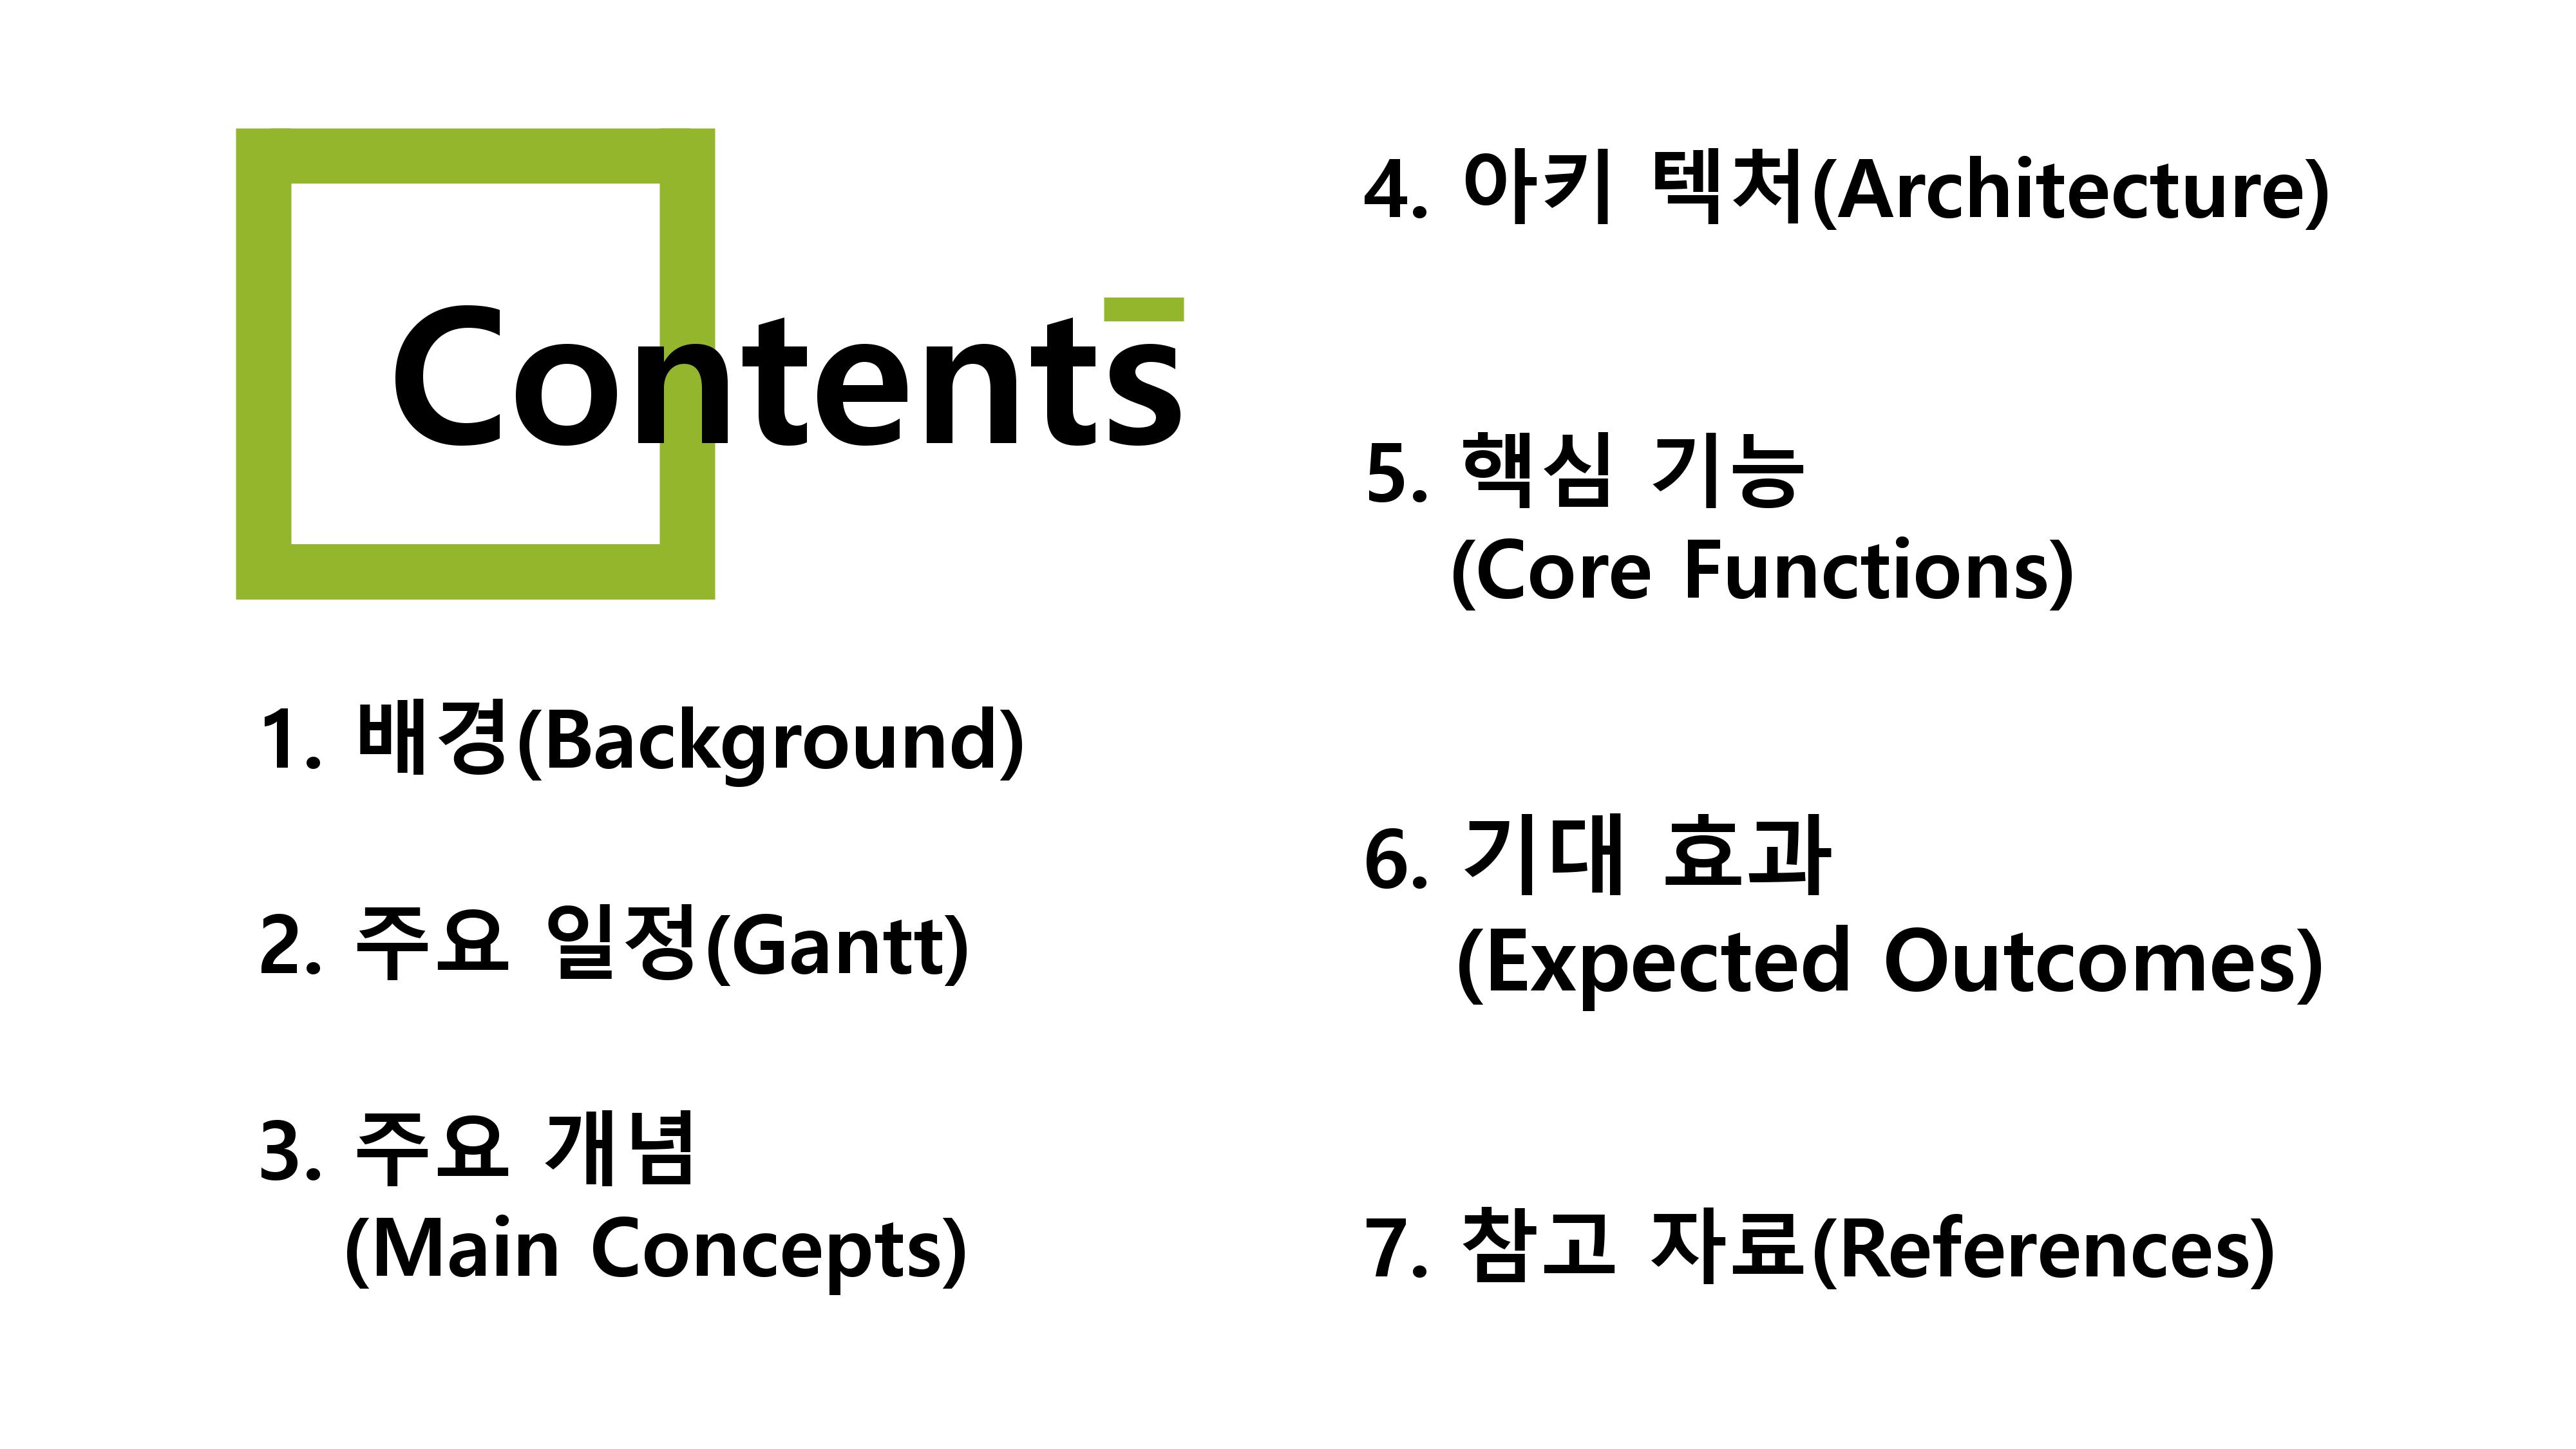 Contents
1. 배경(Background)
2. 주요 일정(Gantt)
3. 주요 개념
(Main Concepts)
4. 아키 텍처(Architecture)
5. 핵심 기능
(Core Functions)
6. 기대 효과
(Expected Outcomes)
7. 참고 자료(References)